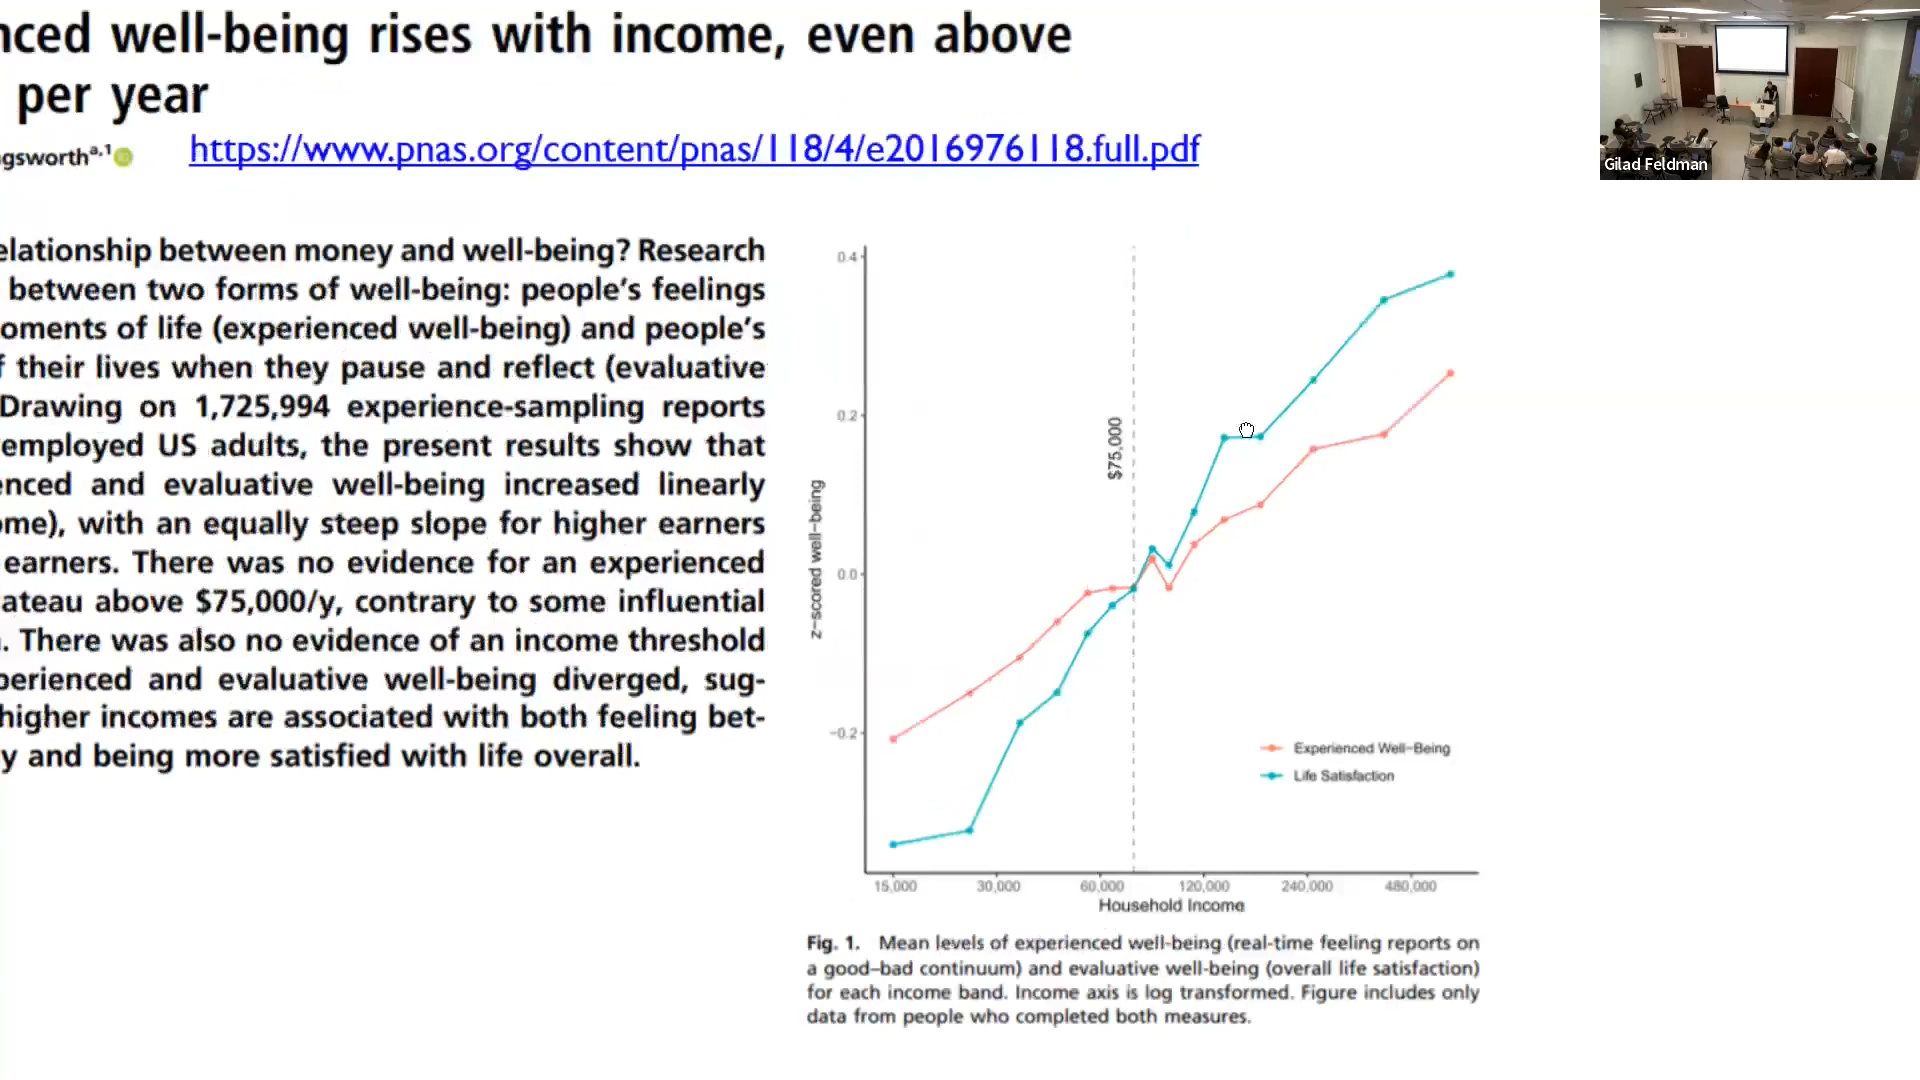 nced well-being rises with income, even above
per year
gsworth a,1
https://www.pnas.org/content/pnas/118/4/e2016976118.full.pdf
Gilad Feldman
elationship between money and well-being? Research
between two forms of well-being: people's feelings
oments of life (experienced well-being) and people's
f their lives when they pause and reflect (evaluative
Drawing on 1,725,994 experience-sampling reports
employed US adults, the present results show that
enced and evaluative well-being increased linearly
ome), with an equally steep slope for higher earners
earners. There was no evidence for an experienced
ateau above $75,000/y, contrary to some influential
. There was also no evidence of an income threshold
perienced and evaluative well-being diverged, sug-
higher incomes are associated with both feeling bet-
y and being more satisfied with life overall.
0.4
0.2
0.0
−0.2
z−scored well−being
$75,000
Experienced Well−Being
Life Satisfaction
15,000 30,000 60,000 120,000 240,000 480,000
Household Income
Fig. 1. Mean levels of experienced well-being (real-time feeling reports on
a good–bad continuum) and evaluative well-being (overall life satisfaction)
for each income band. Income axis is log transformed. Figure includes only
data from people who completed both measures.